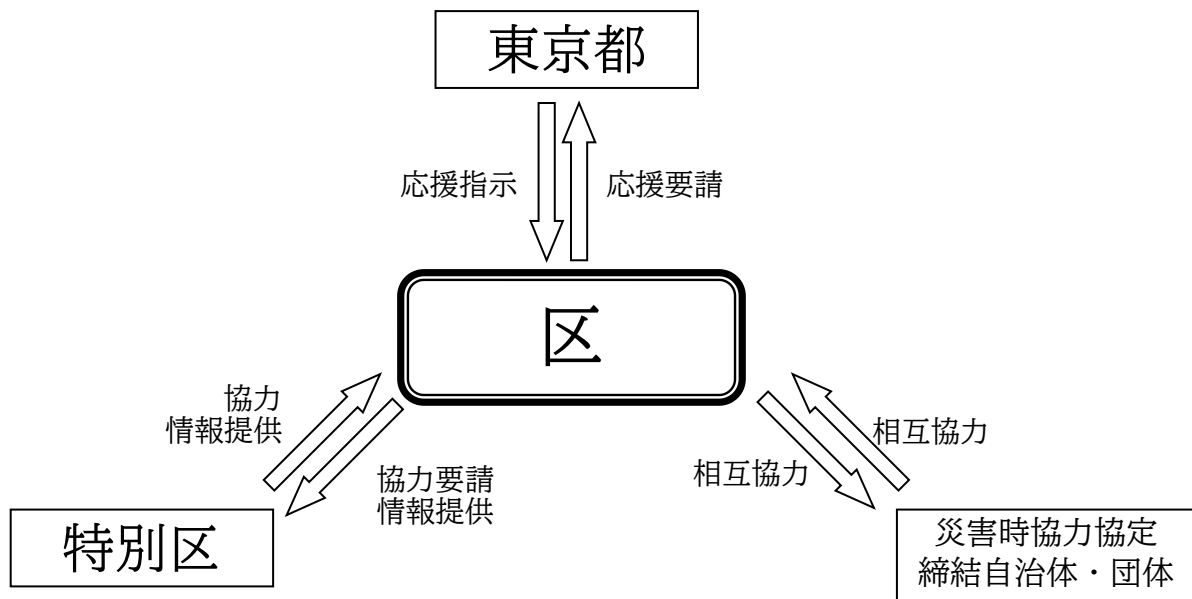 東京都
応援指示
応援要請
区
協力
情報提供
相互協力
協力要請
情報提供
相互協力
特別区
災害時協力協定
締結自治体・団体